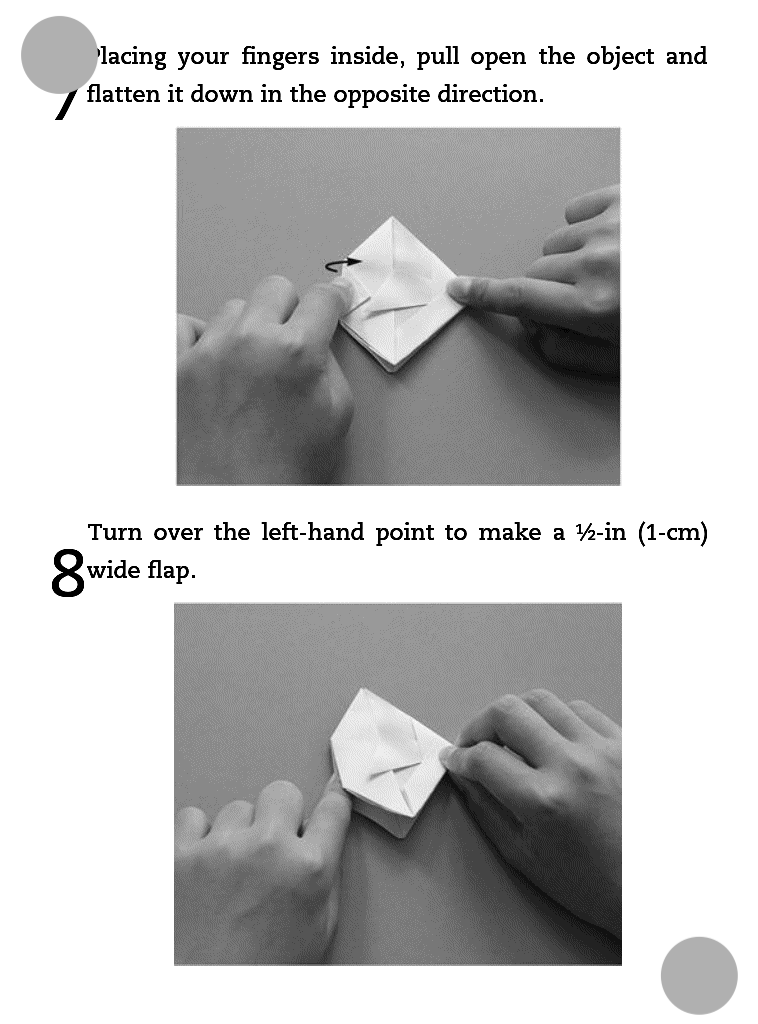 Placing your fingers inside, pull open the object and
7
flatten it down in the opposite direction.
Turn over the left-hand point to make a ½-in (1-cm)
8
wide flap.